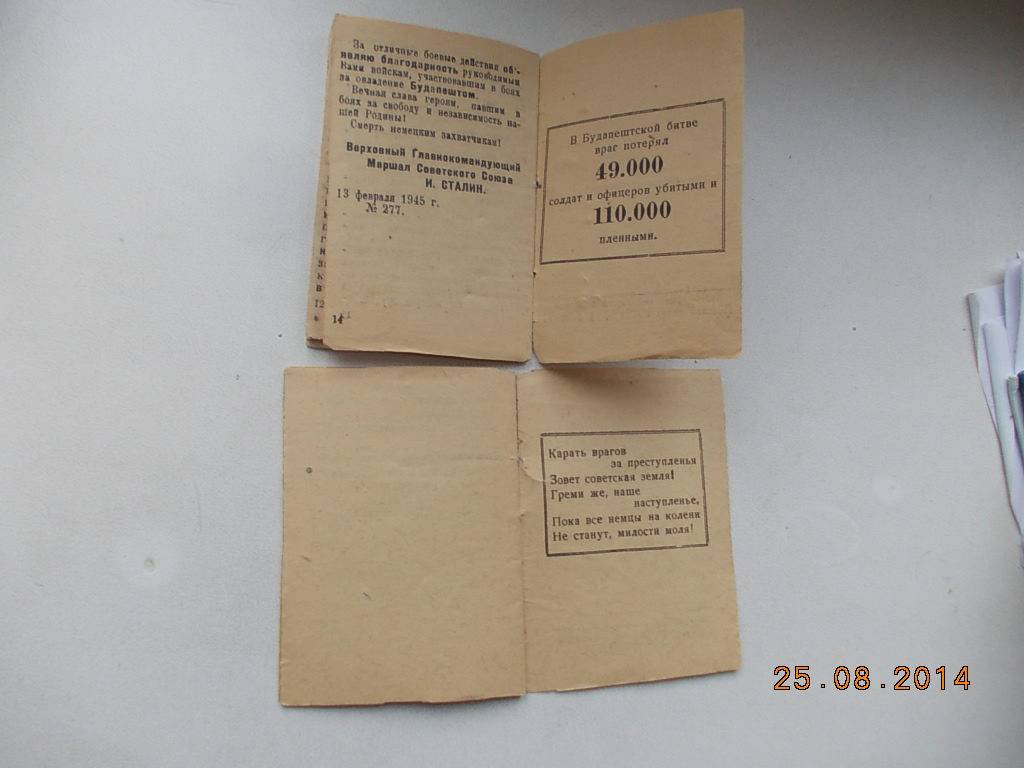 За отличные боевые действия об'-
являю благодарность руководимым
Вами войскам, участвовавшим в боях
за овладение Будапештом.
Вечная слава героям, павшим в
боях за свободу и независимость на-
шей Родины!
Смерть немецким захватчикам!
Верховный Главнокомандующий
Маршал Советского Союза
И. СТАЛИН.
13 февраля 1945 г.
№ 277.
12
14
В Будапештской битве
враг потерял
49.000
солдат и офицеров убитыми и
110.000
пленными.
Карать врагов
за преступленья
Зовет советская земля!
Греми же, наше
наступленье,
Пока все немцы на колени
Не станут, милости моля!
25.08.2014